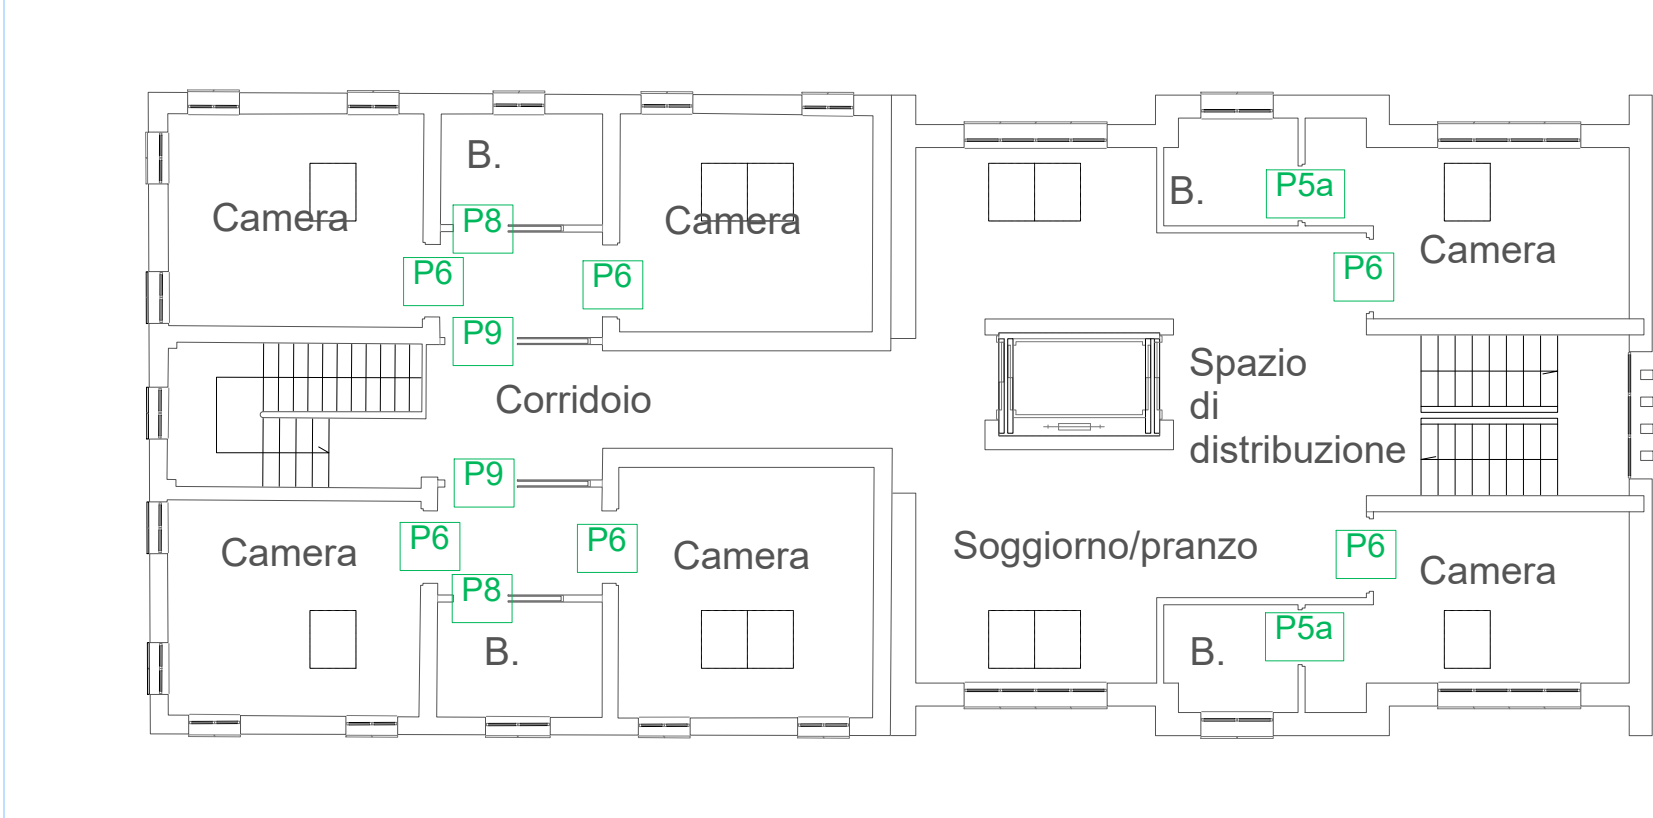 B.
P8
Camera
Camera
P6
P6
P9
Corridoio
B.
P5a
Camera
P6
Spazio
di
distribuzione
P9
P6
P6
Camera
Camera
P8
B.
Soggiorno/pranzo
P6
Camera
P5a
B.